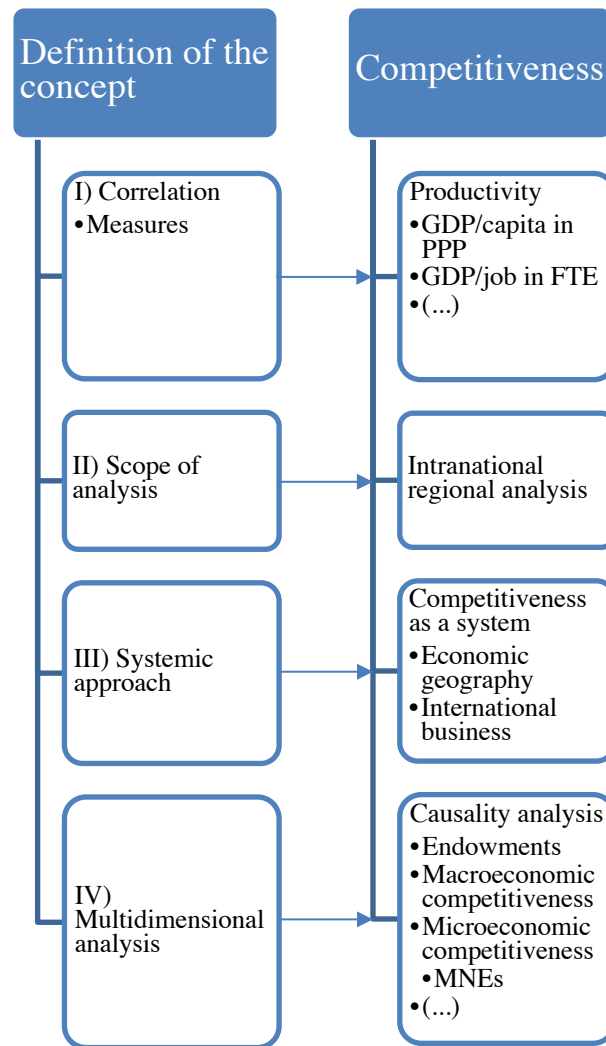 Definition of the
concept
I) Correlation
•Measures
II) Scope of
analysis
III) Systemic
approach
IV)
Multidimensional
analysis
Competitiveness
Productivity
•GDP/capita in
PPP
•GDP/job in FTE
•(...)
Intranational
regional analysis
Competitiveness
as a system
•Economic
geography
•International
business
Causality analysis
•Endowments
•Macroeconomic
competitiveness
•Microeconomic
competitiveness
•MNEs
•(...)